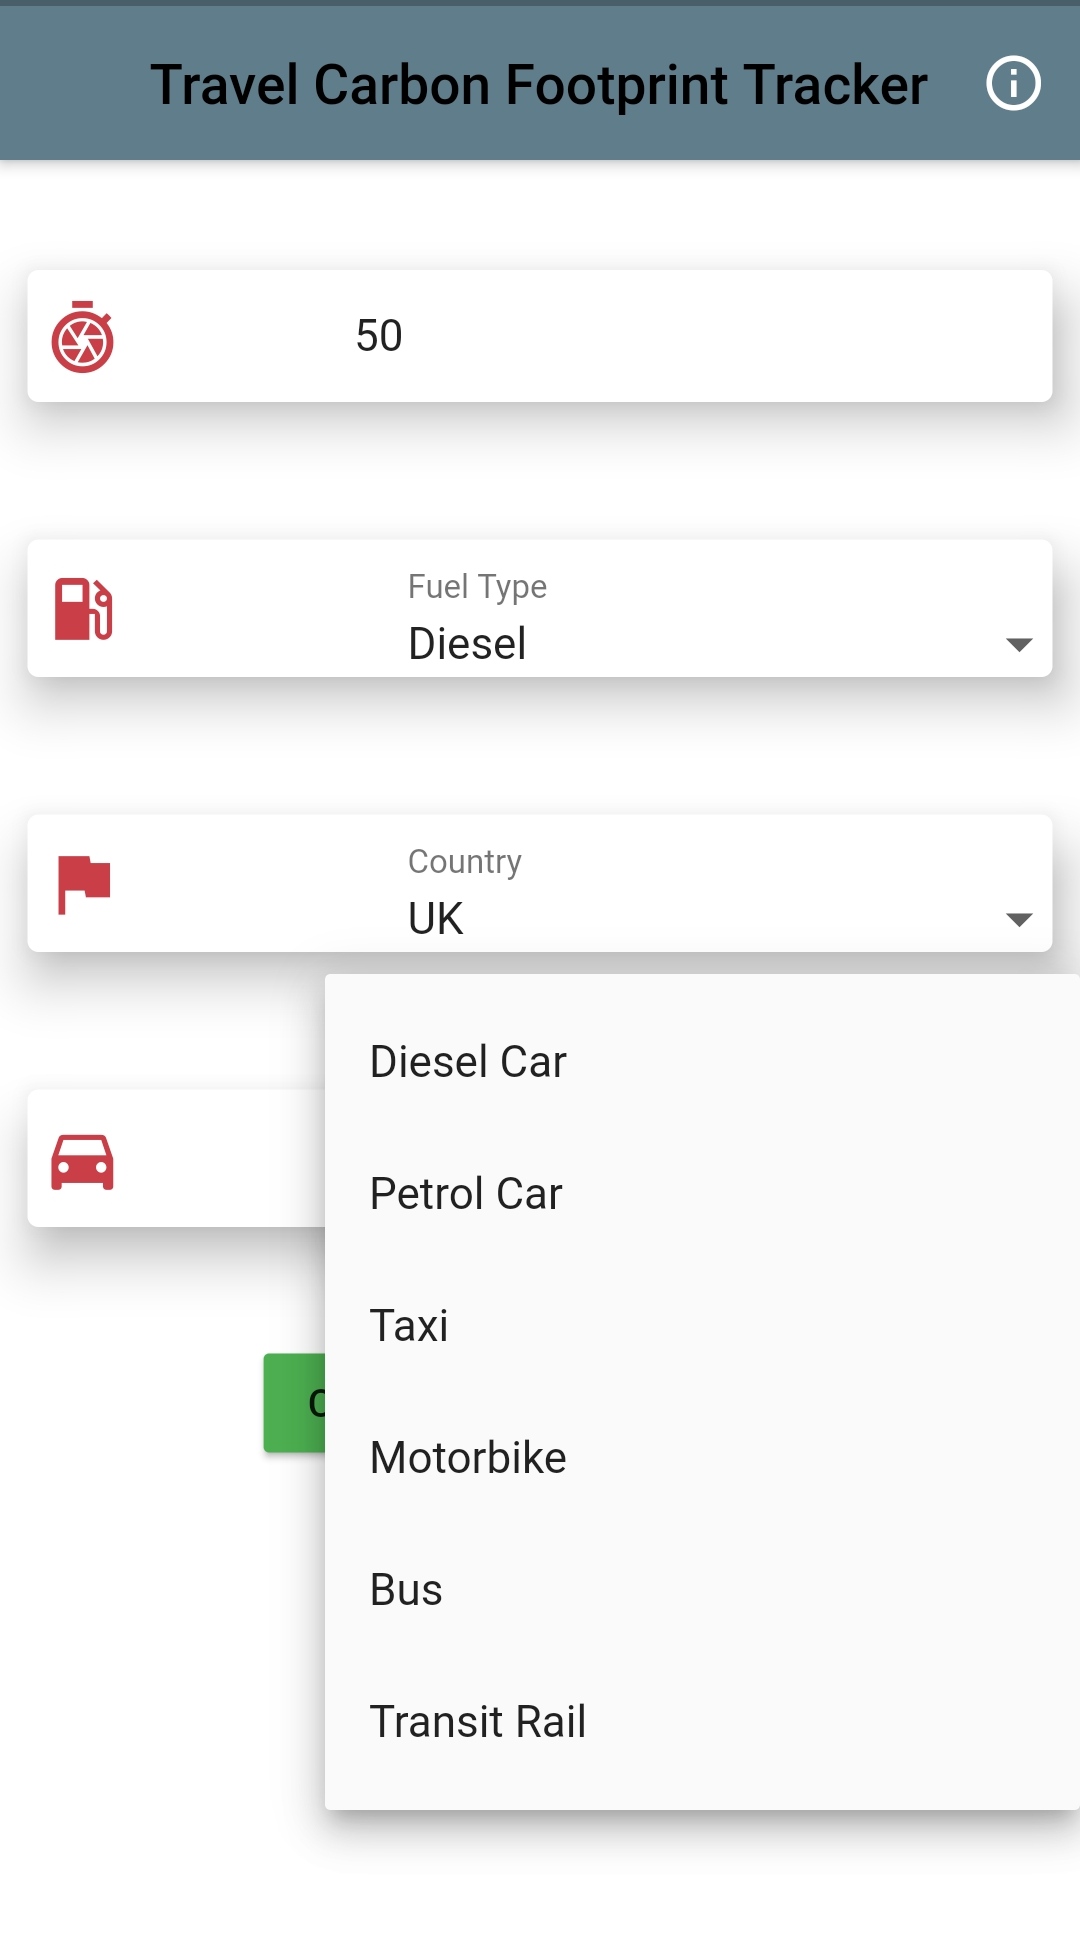 Travel Carbon Footprint Tracker
50
Fuel Type
Diesel
Country
UK
Diesel Car
Petrol Car
Taxi
Motorbike
Bus
Transit Rail